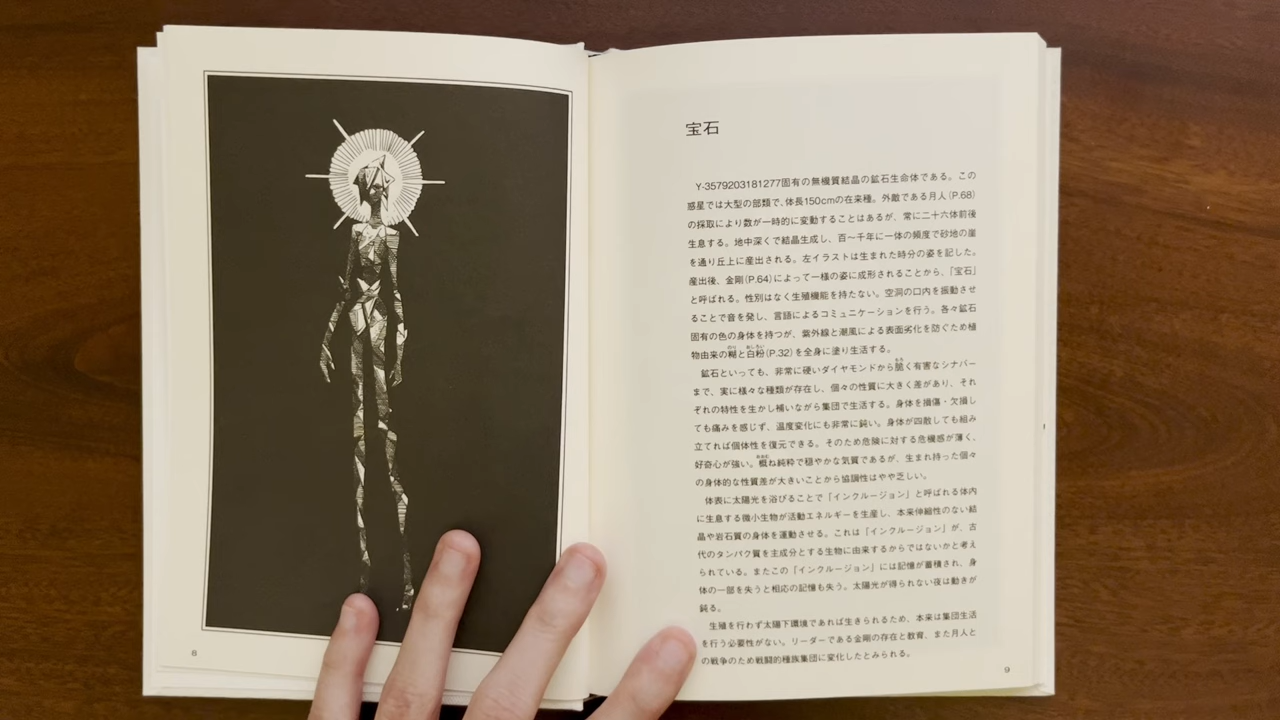 8
宝石
Y-3579203181277固有の無機質結晶の鉱石生命体である。この
惑星では大型の部類で、体長150cmの在来種。外敵である月人(P.68)
の採取により数が一時的に変動することはあるが、常に二十六体前後
生息する。地中深くで結晶生成し、百〜千年に一体の頻度で砂地の崖
を通り丘上に産出される。左イラストは生まれた時分の姿を記した。
産出後、金剛(P.64)によって一様の姿に成形されることから、「宝石」
と呼ばれる。性別はなく生殖機能を持たない。空洞の口内を振動させ
ることで音を発し、言語によるコミュニケーションを行う。各々鉱石
固有の色の身体を持つが、紫外線と潮風による表面劣化を防ぐため植
物由来の糊と白粉(P.32)を全身に塗り生活する。
鉱石といっても、非常に硬いダイヤモンドから脆く有害なシナバー
まで、実に様々な種類が存在し、個々の性質に大きく差があり、それ
ぞれの特性を生かし補いながら集団で生活する。身体を損傷・欠損し
ても痛みを感じず、温度変化にも非常に鈍い。身体が四散しても組み
立てれば個体性を復元できる。そのため危険に対する危機感が薄く、
好奇心が強い。概ね純粋で穏やかな気質であるが、生まれ持った個々
の身体的な性質差が大きいことから協調性はやや乏しい。
体表に太陽光を浴びることで「インクルージョン」と呼ばれる体内
に生息する微小生物が活動エネルギーを生産し、本来伸縮性のない結
晶や岩石質の身体を運動させる。これは「インクルージョン」が、古
代のタンパク質を主成分とする生物に由来するからではないかと考え
られている。またこの「インクルージョン」には記憶が蓄積され、身
体の一部を失うと相応の記憶も失う。太陽光が得られない夜は動きが
鈍る。
生殖を行わず太陽下環境であれば生きられるため、本来は集団生活
を行う必要性がない。リーダーである金剛の存在と教育、また月人と
の戦争のため戦闘的種族集団に変化したとみられる。
9